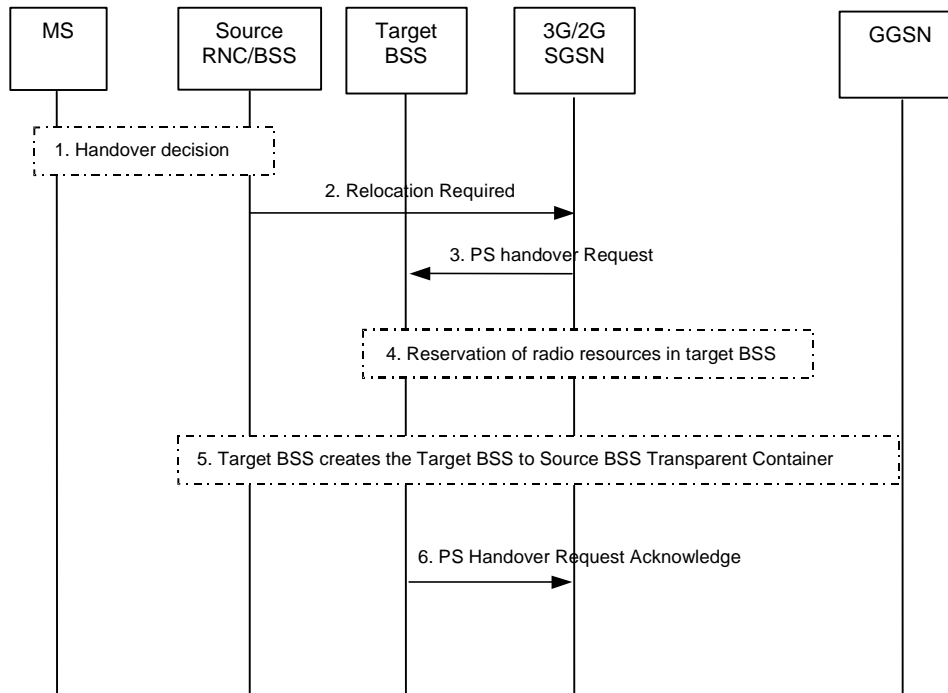 MS
Source
RNC/BSS
Target
BSS
3G/2G
SGSN
GGSN
1. Handover decision
2. Relocation Required
3. PS handover Request
4. Reservation of radio resources in target BSS
5. Target BSS creates the Target BSS to Source BSS Transparent Container
6. PS Handover Request Acknowledge